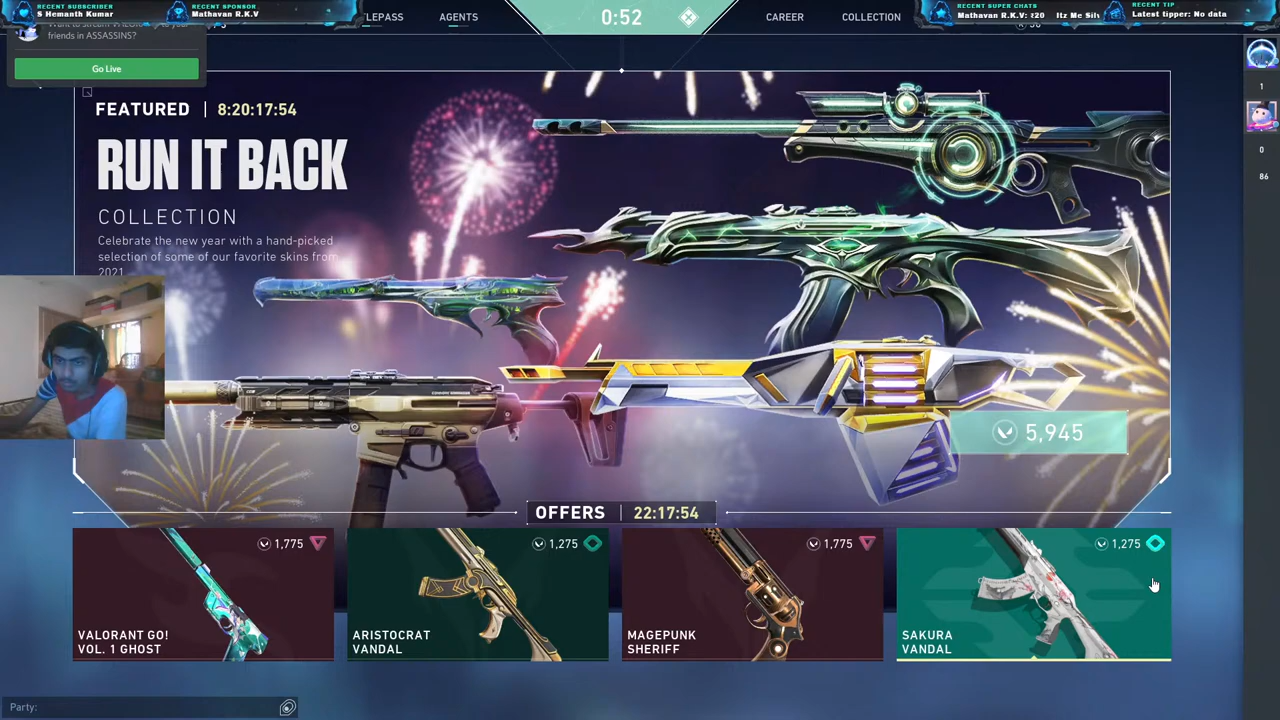 RECENT SUBSCRIBER
S Hemanth Kumar
RECENT SPONSOR
Mathavan R.K.V
LEPASS
AGENTS
0:52
CAREER
COLLECTION
RECENT SUPER CHATS
Mathavan R.K.V: ₹20 Itz Me Sil
RECENT TIP
Latest tipper: No data
friends in ASSASSINS?
Go Live
FEATURED | 8:20:17:54
RUN IT BACK
COLLECTION
Celebrate the new year with a hand-picked
selection of some of our favorite skins from
2021
5,945
OFFERS | 22:17:54
1,775
VALORANT GO!
VOL. 1 GHOST
1,275
ARISTOCRAT
VANDAL
1,775
MAGEPUNK
SHERIFF
1,275
SAKURA
VANDAL
1
0
86
Party: